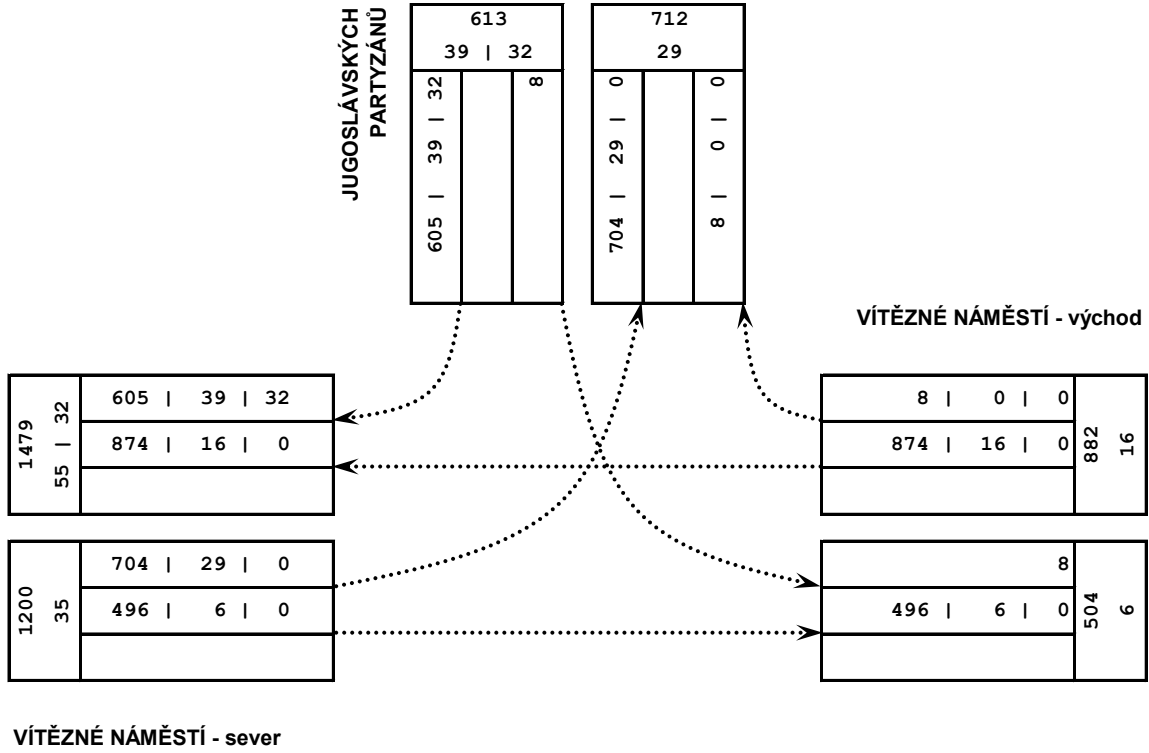 JUGOSLÁVSKÝCH
PARTYZÁNŮ
613
39 | 32
605 | 39 | 32
8
712
29
704 | 29 | 0
8 | 0 | 0
VÍTĚZNÉ NÁMĚSTÍ - východ
1479
55 | 32
605 | 39 | 32
874 | 16 | 0
8 | 0 | 0
874 | 16 | 0
882
16
1200
35
704 | 29 | 0
496 | 6 | 0
8
496 | 6 | 0
504
6
VÍTĚZNÉ NÁMĚSTÍ - sever